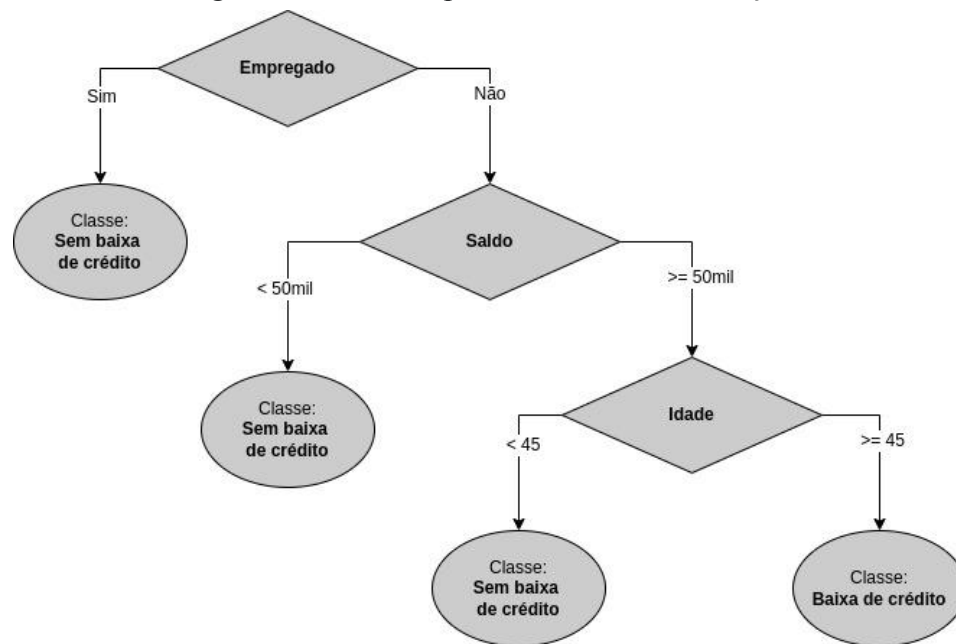 Empregado
Sim
Não
Classe:
Sem baixa
de crédito
Saldo
< 50mil
>= 50mil
Classe:
Sem baixa
de crédito
Idade
< 45
>= 45
Classe:
Sem baixa
de crédito
Classe:
Baixa de crédito